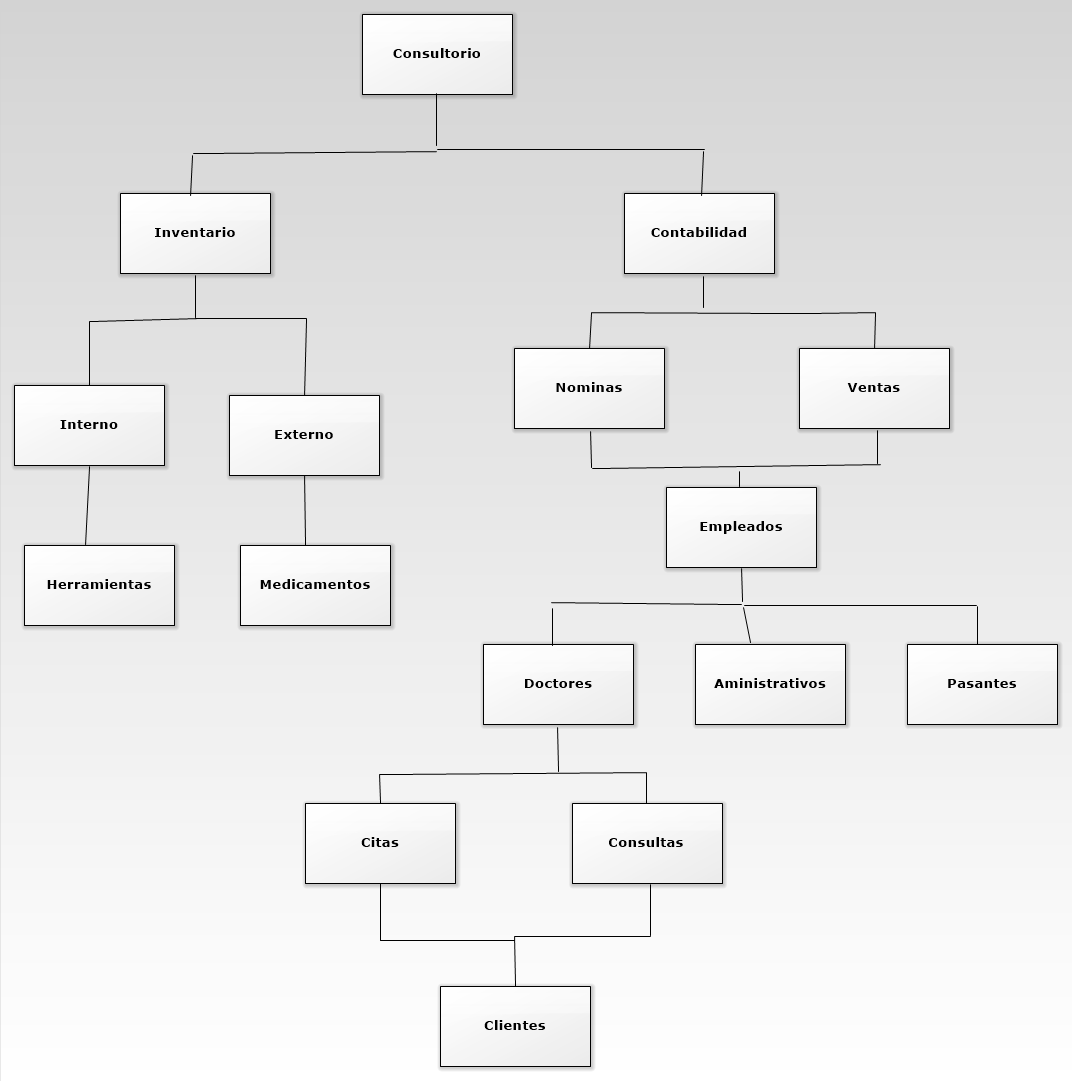 Consultorio
Inventario
Contabilidad
Nominas
Ventas
Interno
Externo
Empleados
Herramientas
Medicamentos
Doctores
Aministrativos
Pasantes
Citas
Consultas
Clientes